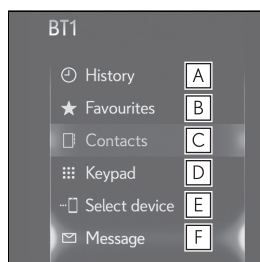 BT1
History A
Favourites B
Contacts C
Keypad D
Select device E
Message F